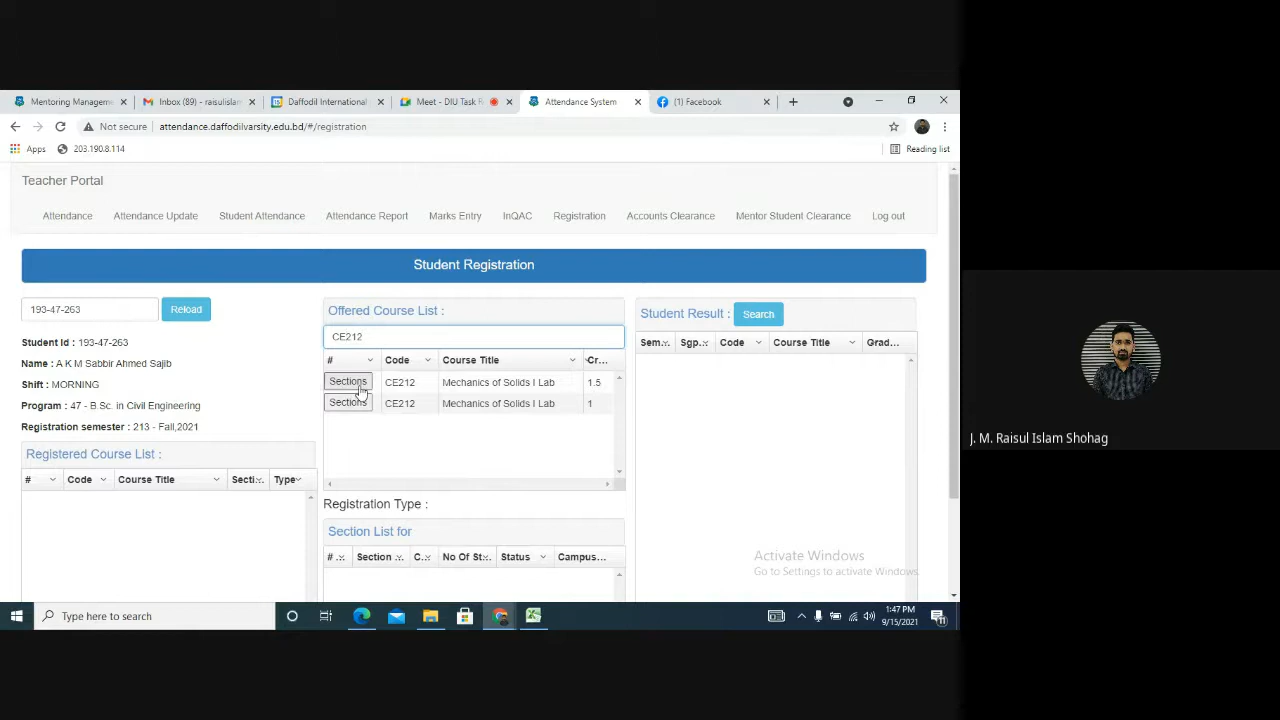 Mentoring Managem
Inbox (89) - raisulislam
Daffodil International
Meet - DIU Task F
Attendance System
(1) Facebook
Not secure
attendance.daffodilvarsity.edu.bd/#/registration
Apps
203.190.8.114
Reading list
Teacher Portal
Attendance
Attendance Update
Student Attendance
Attendance Report
Marks Entry
InQAC
Registration
Accounts Clearance
Mentor Student Clearance
Log out
Student Registration
193-47-263
Reload
Student Id : 193-47-263
Name : A K M Sabbir Ahmed Sajib
Shift : MORNING
Program : 47 - B.Sc. in Civil Engineering
Registration semester : 213 - Fall,2021
Registered Course List :
# Code Course Title Secti... Type
Offered Course List :
CE212
# Code Course Title Cr...
Sections CE212 Mechanics of Solids I Lab 1.5
Sections CE212 Mechanics of Solids I Lab 1
Registration Type :
Section List for
# ... Section ... C... No Of St... Status Campus...
Student Result : Search
Sem... Sgp... Code Course Title Grad...
Activate Windows
Go to Settings to activate Windows.
J. M. Raisul Islam Shohag
Type here to search
1:47 PM
9/15/2021